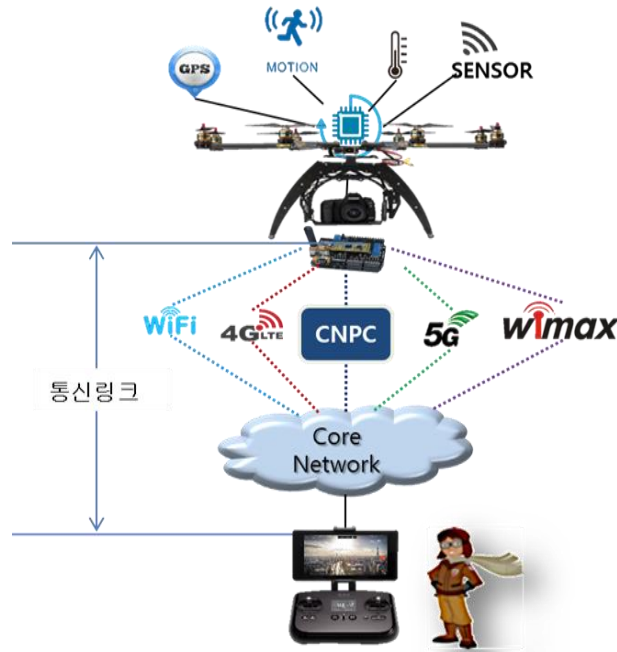 GPS
MOTION
SENSOR
WiFi
4G LTE
CNPC
5G
wimax
통신링크
Core
Network